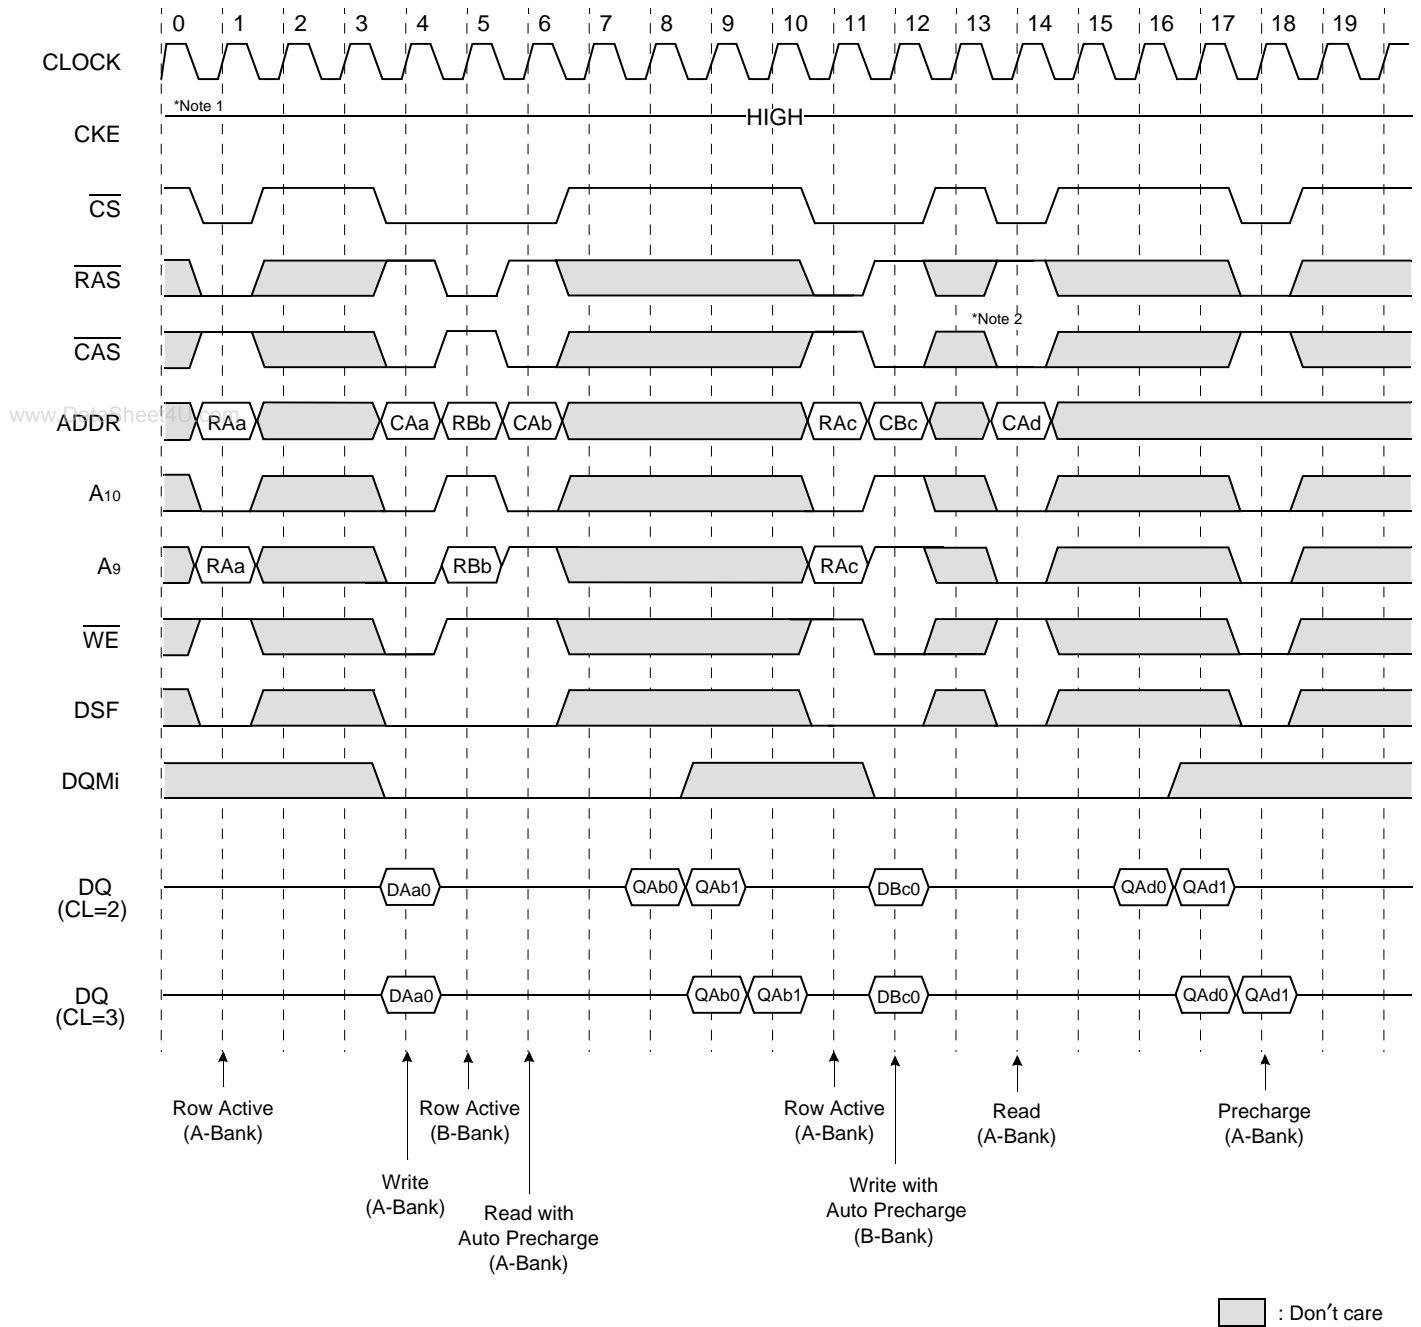 0 1 2 3 4 5 6 7 8 9 10 11 12 13 14 15 16 17 18 19
CLOCK
*Note 1
HIGH
CKE
CS
RAS
*Note 2
CAS
www.DataSheet4U.com
ADDR RAa CAa RBb CAb RAc CBc CAd
A10
A9 RAa RBb RAc
WE
DSF
DQMi
DQ
(CL=2)
DAa0 QAb0 QAb1 DBc0 QAd0 QAd1
DQ
(CL=3)
DAa0 QAb0 QAb1 DBc0 QAd0 QAd1
Row Active
(A-Bank)
Row Active
(B-Bank)
Row Active
(A-Bank)
Read
(A-Bank)
Precharge
(A-Bank)
Write
(A-Bank)
Read with
Auto Precharge
(A-Bank)
Write with
Auto Precharge
(B-Bank)
: Don′t care